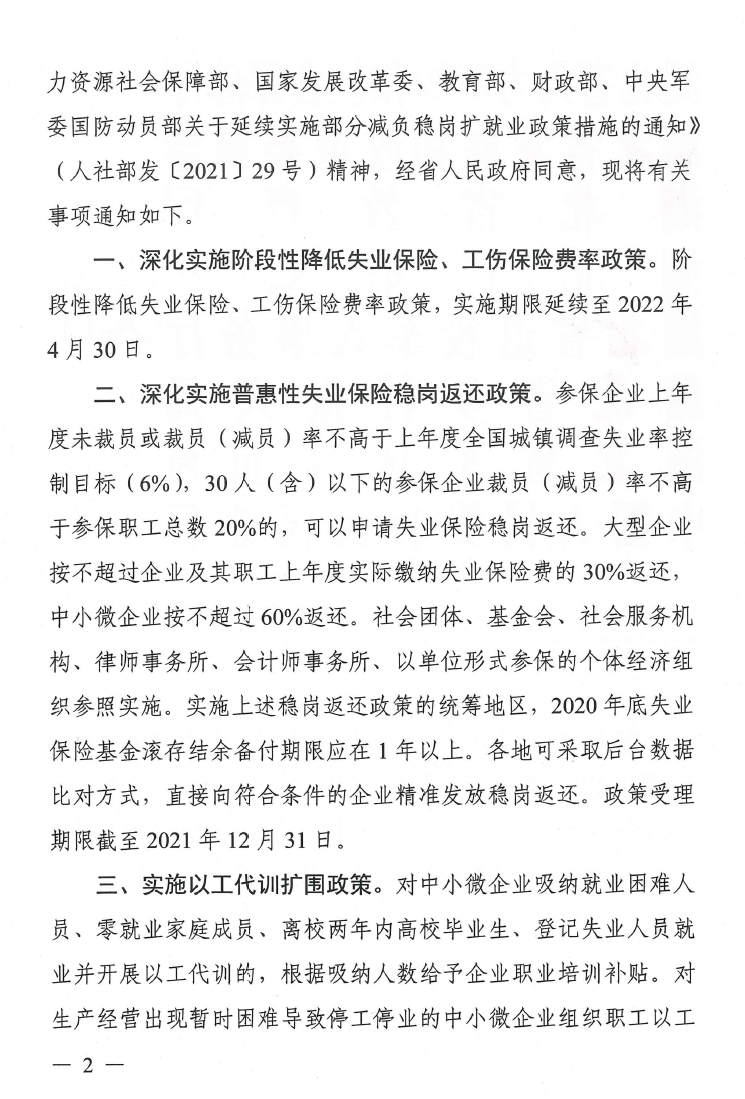 力资源社会保障部、国家发展改革委、教育部、财政部、中央军
委国防动员部关于延续实施部分减负稳岗扩就业政策措施的通知》
（人社部发〔2021〕29号）精神，经省人民政府同意，现将有关
事项通知如下。
一、深化实施阶段性降低失业保险、工伤保险费率政策。阶
段性降低失业保险、工伤保险费率政策，实施期限延续至2022年
4月30日。
二、深化实施普惠性失业保险稳岗返还政策。参保企业上年
度未裁员或裁员（减员）率不高于上年度全国城镇调查失业率控
制目标（6%），30人（含）以下的参保企业裁员（减员）率不高
于参保职工总数20%的，可以申请失业保险稳岗返还。大型企业
按不超过企业及其职工上年度实际缴纳失业保险费的30%返还，
中小微企业按不超过60%返还。社会团体、基金会、社会服务机
构、律师事务所、会计师事务所、以单位形式参保的个体经济组
织参照实施。实施上述稳岗返还政策的统筹地区，2020年底失业
保险基金滚存结余备付期限应在1年以上。各地可采取后台数据
比对方式，直接向符合条件的企业精准发放稳岗返还。政策受理
期限截至2021年12月31日。
三、实施以工代训扩围政策。对中小微企业吸纳就业困难人
员、零就业家庭成员、离校两年内高校毕业生、登记失业人员就
业并开展以工代训的，根据吸纳人数给予企业职业培训补贴。对
生产经营出现暂时困难导致停工停业的中小微企业组织职工以工
— 2 —